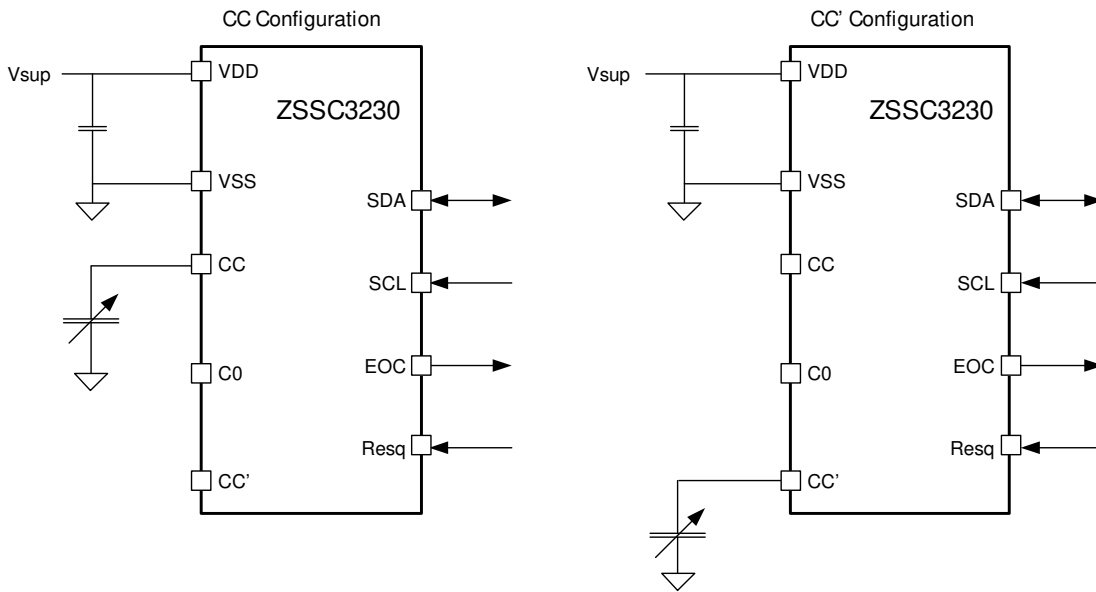 CC Configuration
Vsup
VDD
ZSSC3230
VSS
SDA
CC
SCL
C0
EOC
Resq
CC’
CC’ Configuration
Vsup
VDD
ZSSC3230
VSS
SDA
CC
SCL
C0
EOC
Resq
CC’